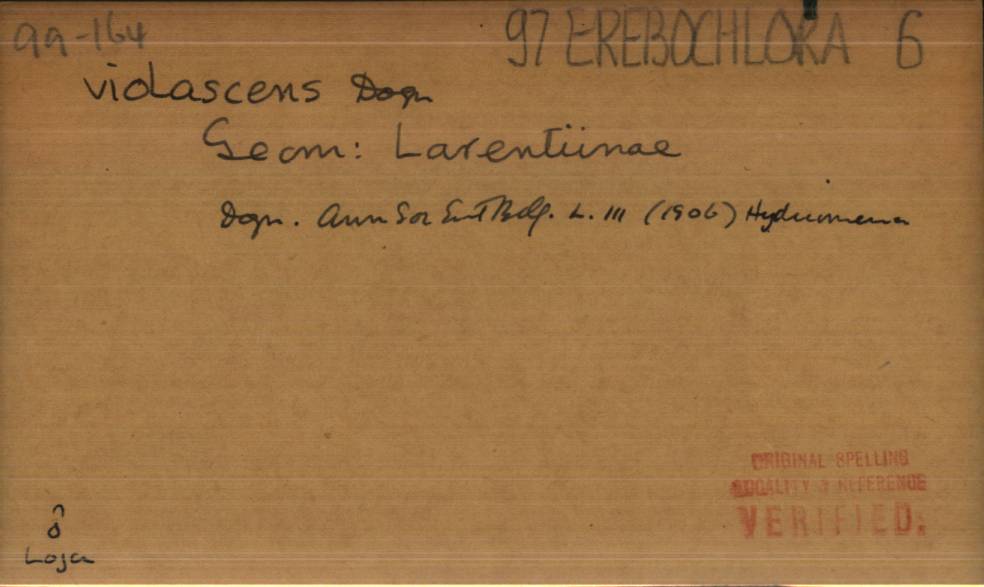 99-164
97 EREBOCHLORA 6
violascens Dogn
Geom: Larentiinae
Dogn. Ann Soc Ent Belg. L. 111 (1906) Hydriomena
ORIGINAL SPELLING
LOCALITY & REFERENCE
VERIFIED.
♂
Loja